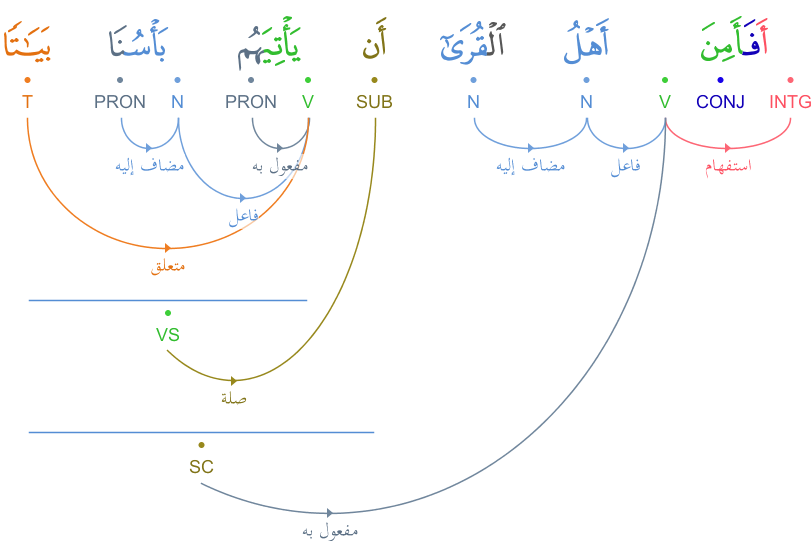 أَفَأَمِنَ أَهْلُ ٱلْقُرَىٰٓ أَن يَأْتِيَهُم بَأْسُنَا بَيَـٰتًا
INTG CONJ V N N SUB V PRON N PRON T
استفهام فاعل مضاف إليه مفعول به مضاف إليه
فاعل
متعلق
VS
صلة
SC
مفعول به